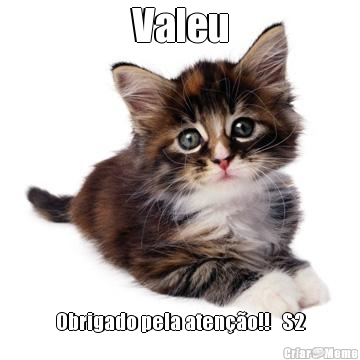 Valeu
Obrigado pela atenção!! S2
Criar Meme